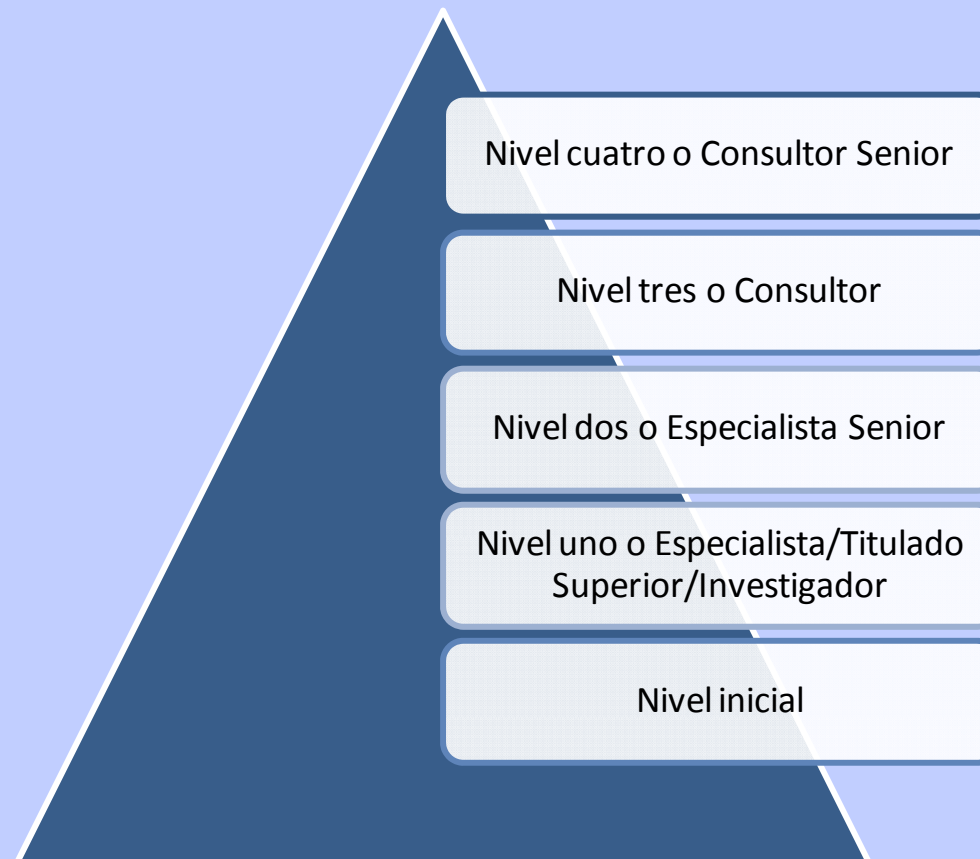 Nivel cuatro o Consultor Senior
Nivel tres o Consultor
Nivel dos o Especialista Senior
Nivel uno o Especialista/Titulado
Superior/Investigador
Nivel inicial